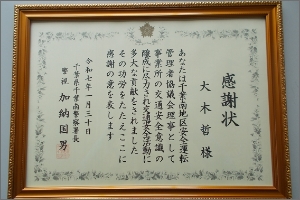 感謝状
大木哲様
あなたは千葉南地区安全運転
管理者協議会理事として
事業所の交通安全意識の
醸成に尽力され交通安全活動に
多大な貢献をされました
その功労をたたえここに
感謝の意を表します
令和七年一月三十日
千葉県千葉南警察署長
警視 加納国男